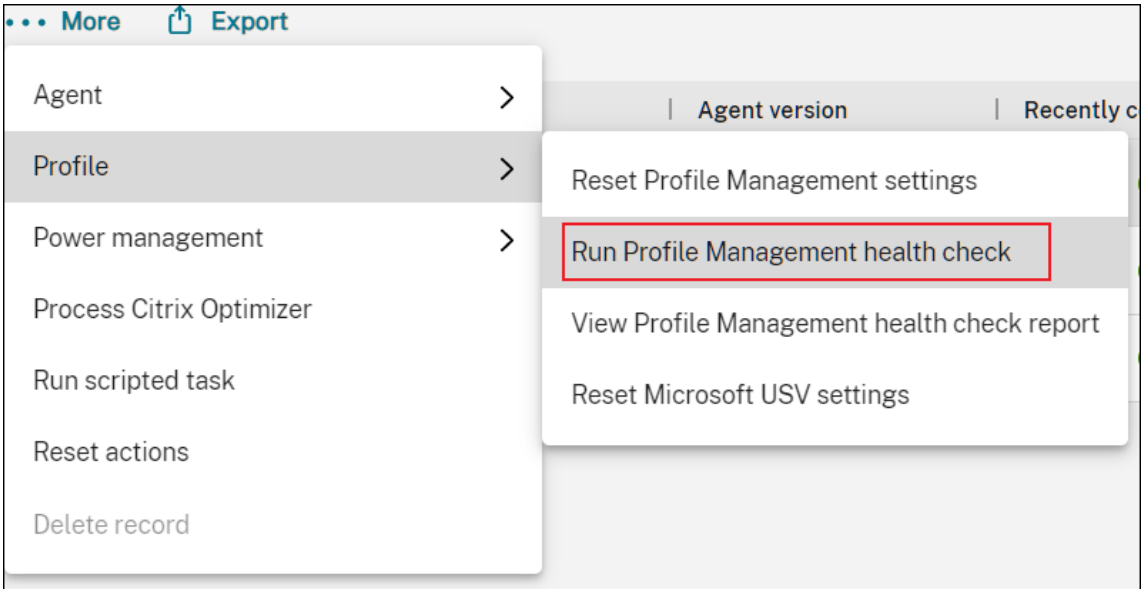 ••• More Export
Agent
Agent version
Recently c
Profile
Reset Profile Management settings
Power management
Run Profile Management health check
Process Citrix Optimizer
View Profile Management health check report
Run scripted task
Reset Microsoft USV settings
Reset actions
Delete record